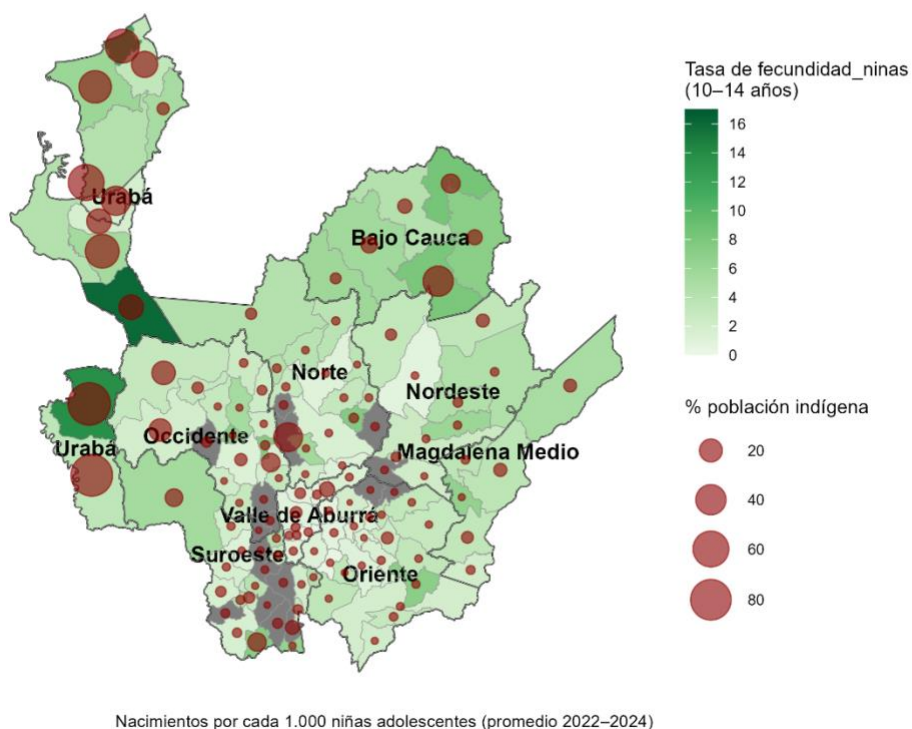 Tasa de fecundidad_ninas
(10–14 años)
16
14
12
10
8
6
4
2
0
% población indígena
20
40
60
80
Urabá
Bajo Cauca
Norte
Nordeste
Urabá
Occidente
Magdalena Medio
Valle de Aburrá
Suroeste
Oriente
Nacimientos por cada 1.000 niñas adolescentes (promedio 2022–2024)